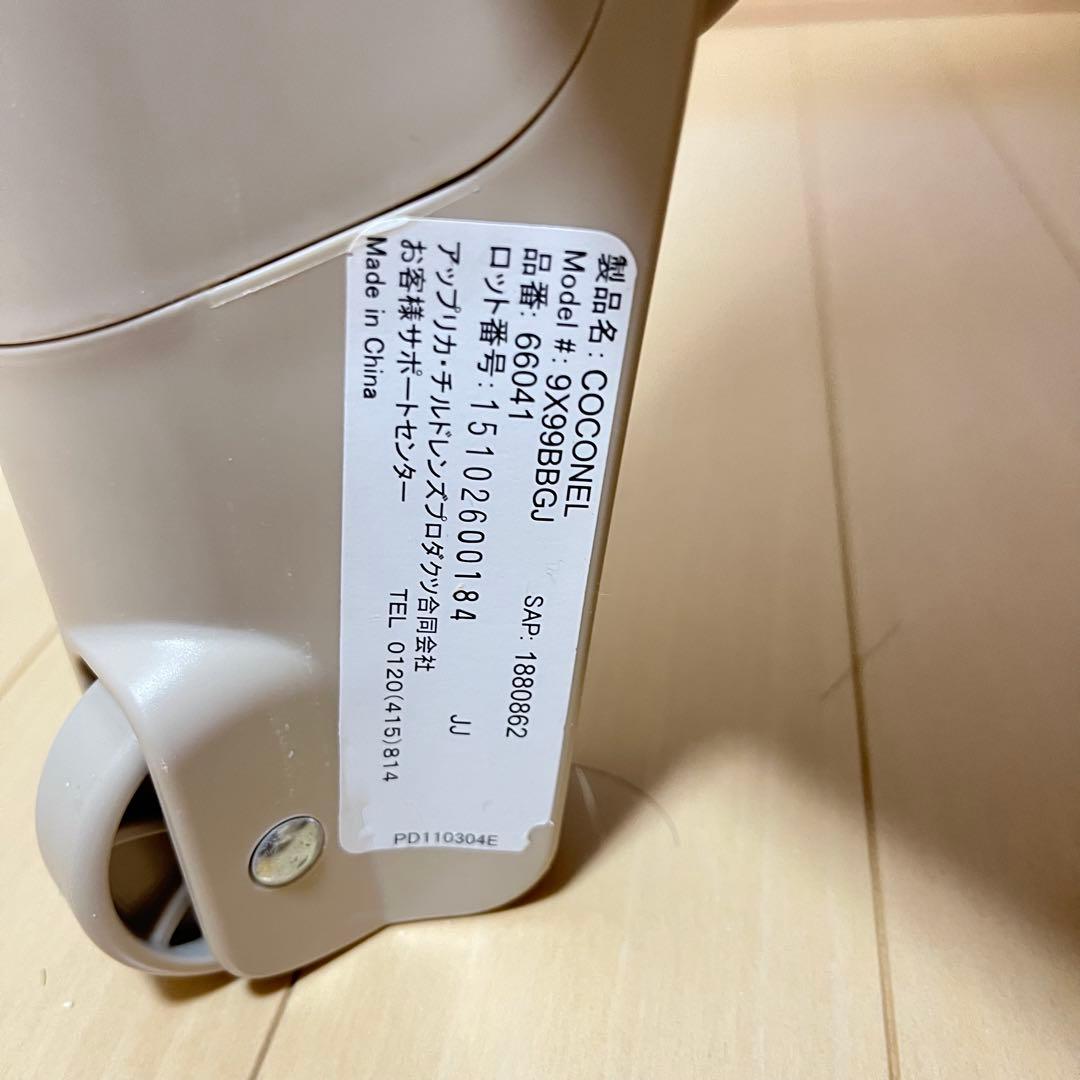 製品名: COCONEL
Model #: 9X99BBGJ
品番: 66041 SAP: 1880862
ロット番号: 1510260​0184 JJ
アップリカ・チルドレンズプロダクツ合同会社
お客様サポートセンター TEL 0120(415)814
Made in China
PD110304E